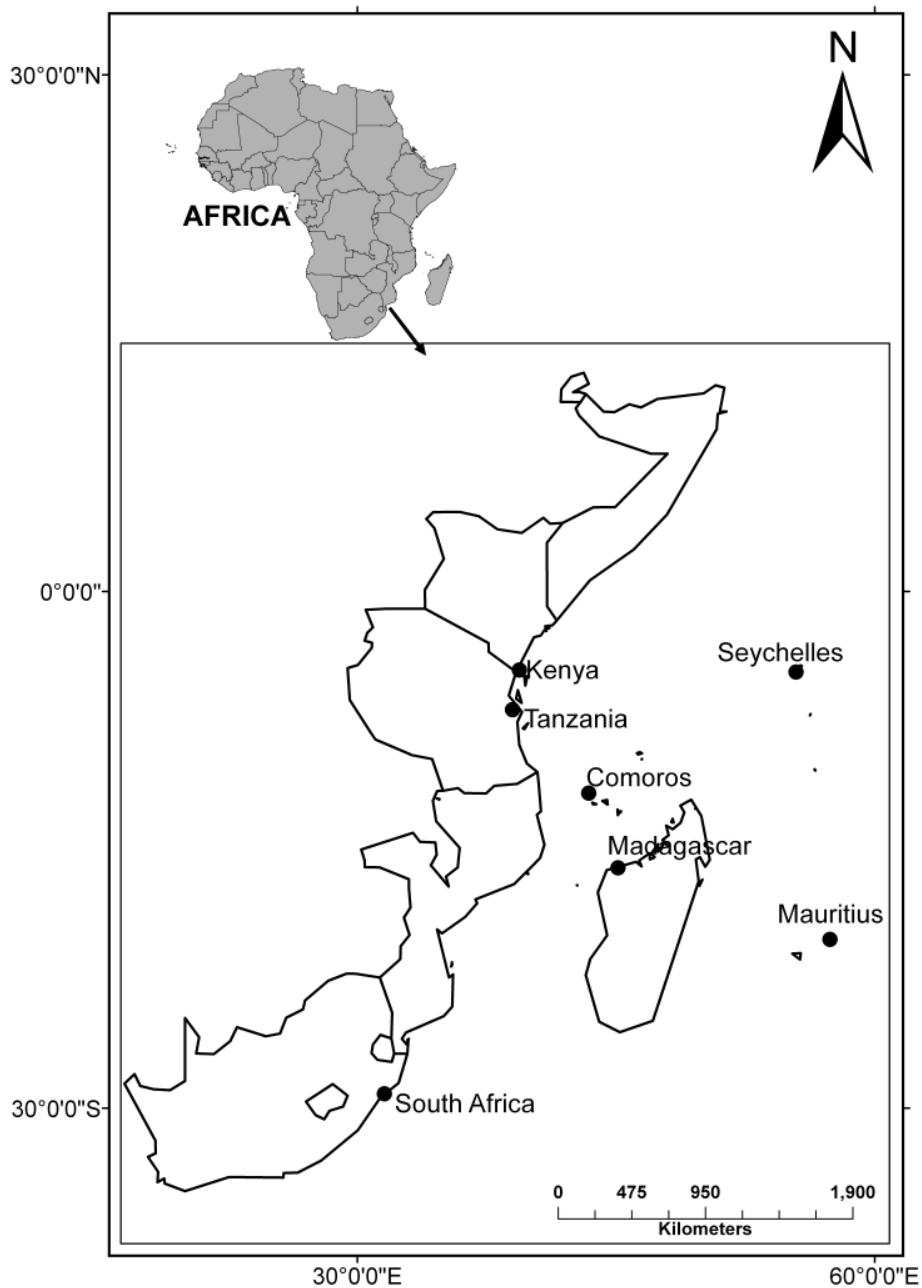 30°0'0"N
N
AFRICA
0°0'0"
Seychelles
Kenya
Tanzania
Comoros
Madagascar
Mauritius
30°0'0"S
South Africa
0 475 950 1,900
Kilometers
30°0'0"E 60°0'0"E